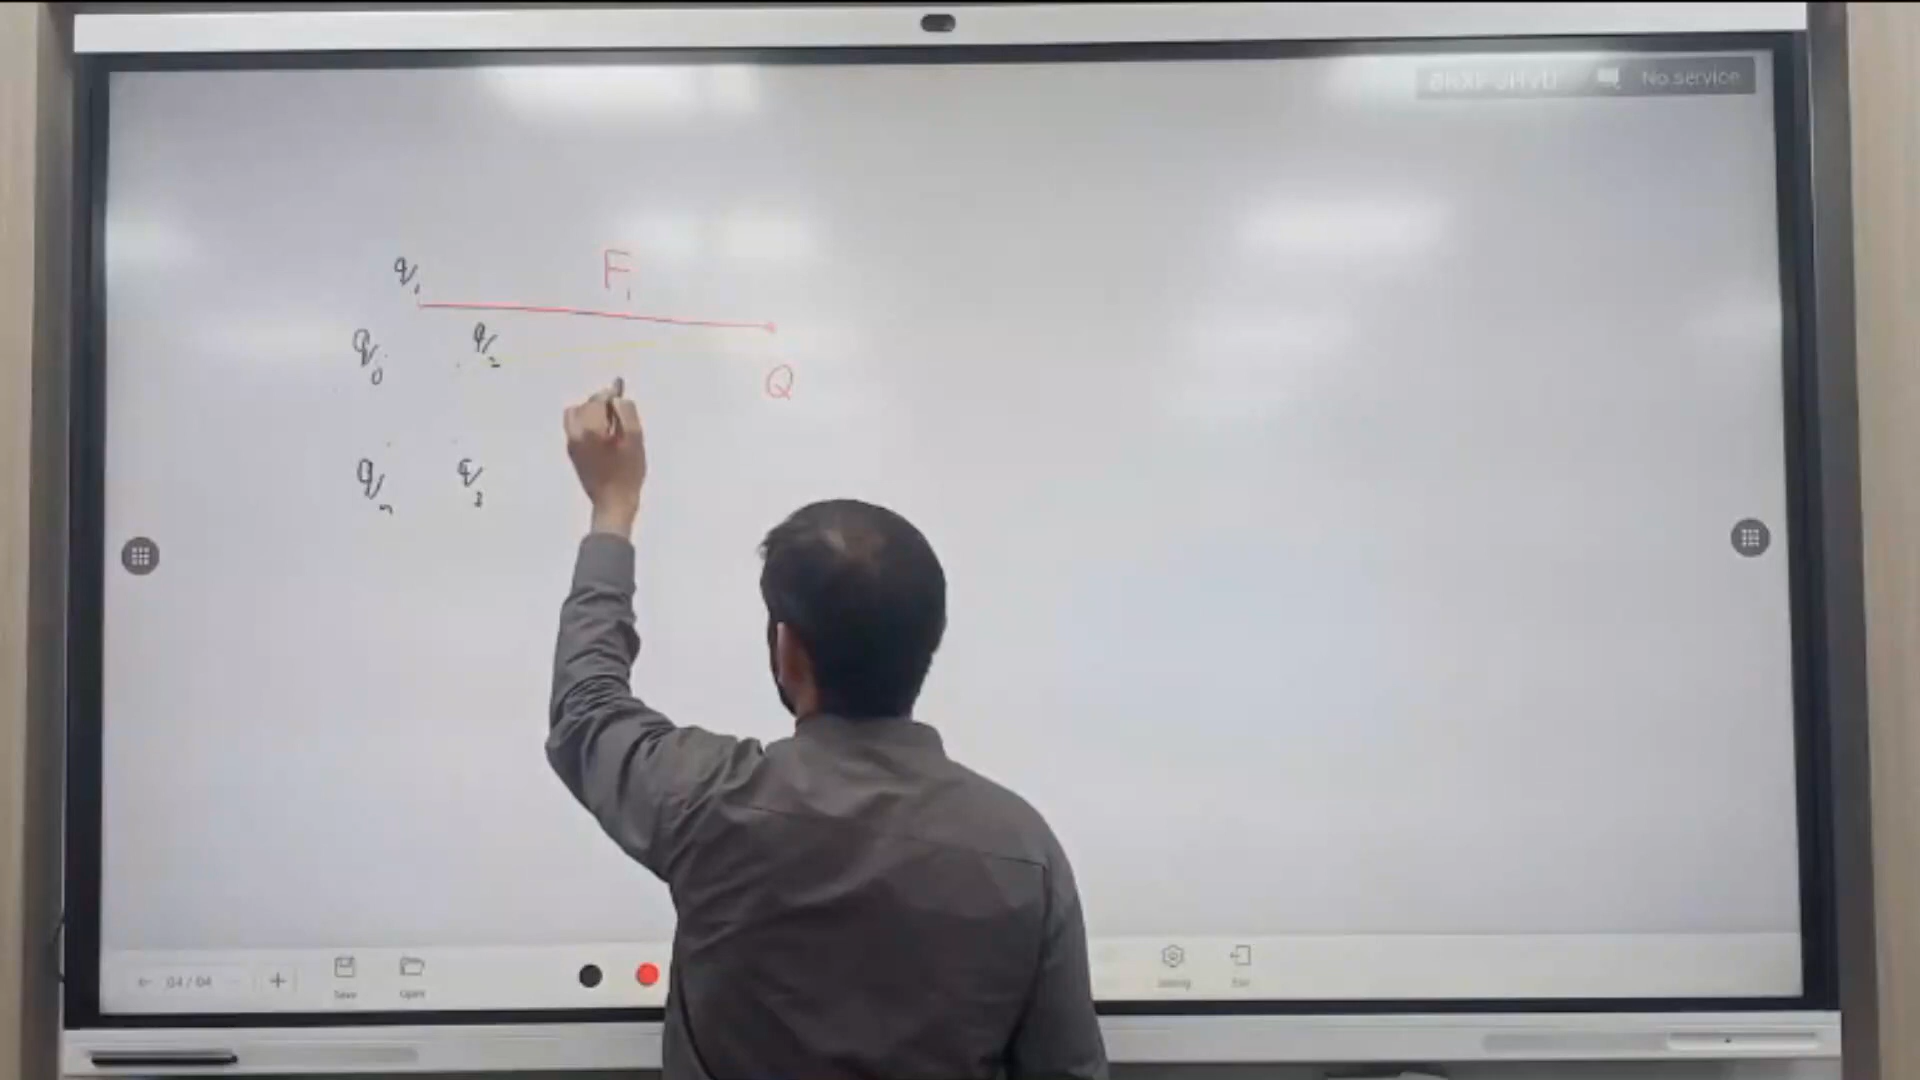 No service
F₁
q₁
q₀ q₂
Q
qₙ q₃
04/04
Save Open